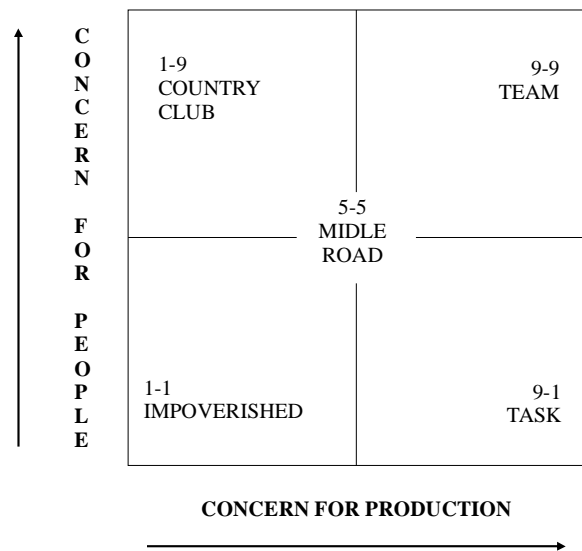 CONCERN FOR PEOPLE
1-9
COUNTRY
CLUB
9-9
TEAM
5-5
MIDLE
ROAD
1-1
IMPOVERISHED
9-1
TASK
CONCERN FOR PRODUCTION